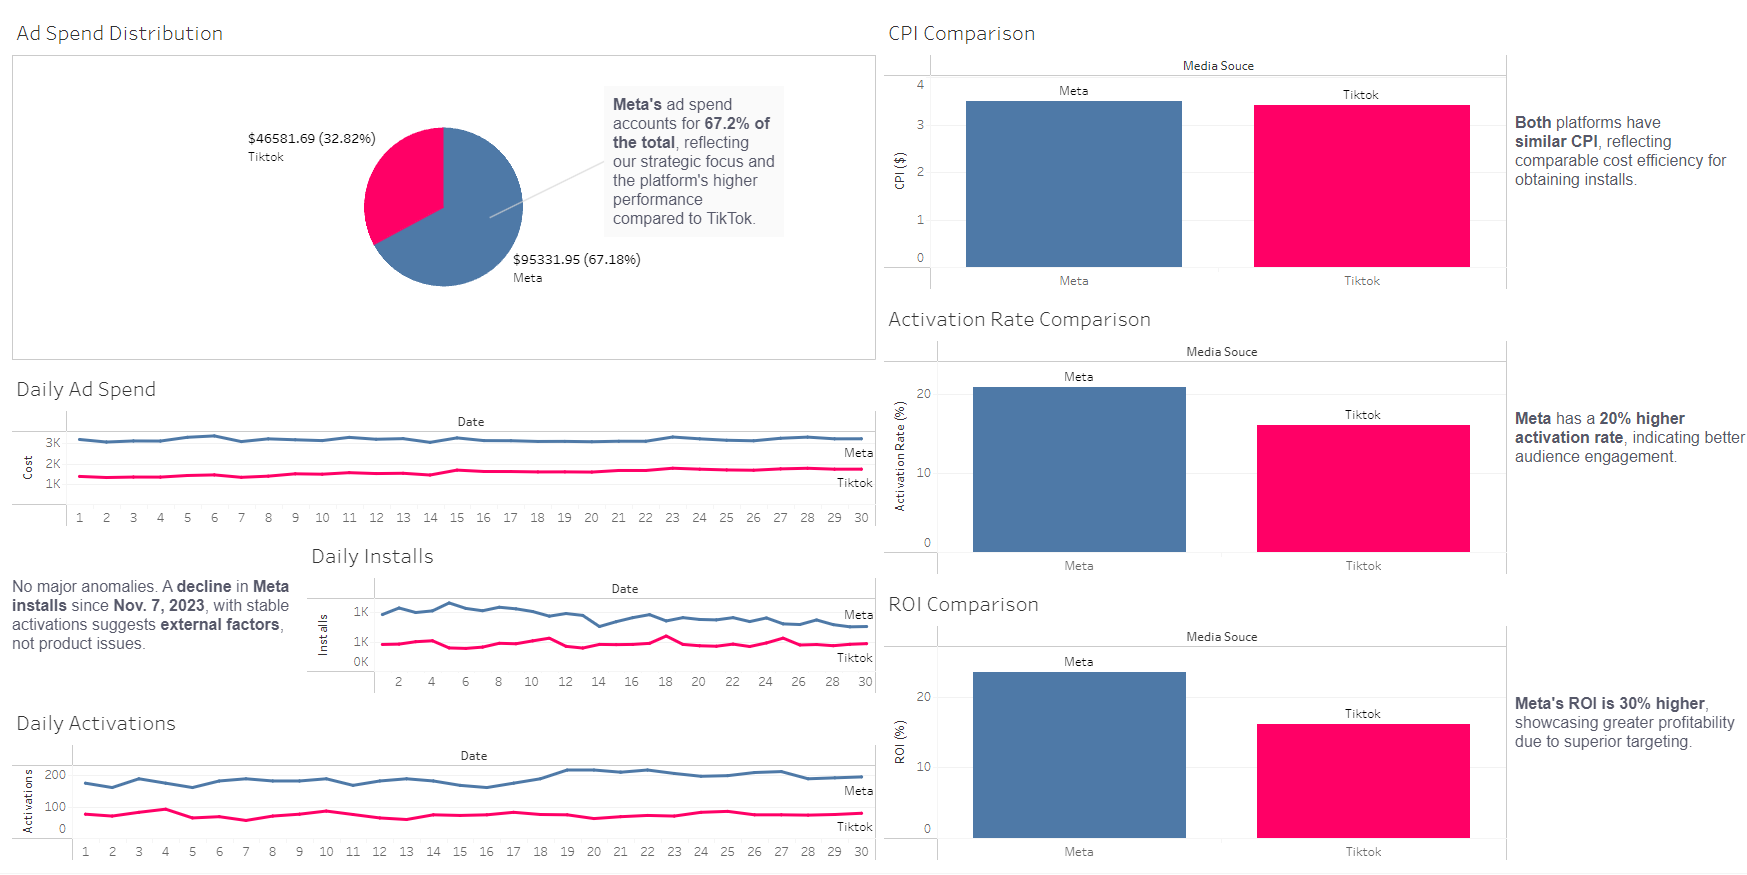 Ad Spend Distribution
$46581.69 (32.82%)
Tiktok
Meta's ad spend
accounts for 67.2% of
the total, reflecting
our strategic focus and
the platform's higher
performance
compared to TikTok.
$95331.95 (67.18%)
Meta
Daily Ad Spend
Date
Cost
3K
2K
1K
Meta
Tiktok
1 2 3 4 5 6 7 8 9 10 11 12 13 14 15 16 17 18 19 20 21 22 23 24 25 26 27 28 29 30
No major anomalies. A decline in Meta
installs since Nov. 7, 2023, with stable
activations suggests external factors,
not product issues.
Daily Installs
Date
Installs
1K
1K
0K
Meta
Tiktok
2 4 6 8 10 12 14 16 18 20 22 24 26 28 30
Daily Activations
Date
Activations
200
100
0
Meta
Tiktok
1 2 3 4 5 6 7 8 9 10 11 12 13 14 15 16 17 18 19 20 21 22 23 24 25 26 27 28 29 30
CPI Comparison
Media Souce
CPI ($)
4
3
2
1
0
Meta
Tiktok
Meta
Tiktok
Both platforms have
similar CPI, reflecting
comparable cost efficiency for
obtaining installs.
Activation Rate Comparison
Media Souce
Activation Rate (%)
20
10
0
Meta
Tiktok
Meta
Tiktok
Meta has a 20% higher
activation rate, indicating better
audience engagement.
ROI Comparison
Media Souce
ROI (%)
20
10
0
Meta
Tiktok
Meta
Tiktok
Meta's ROI is 30% higher,
showcasing greater profitability
due to superior targeting.